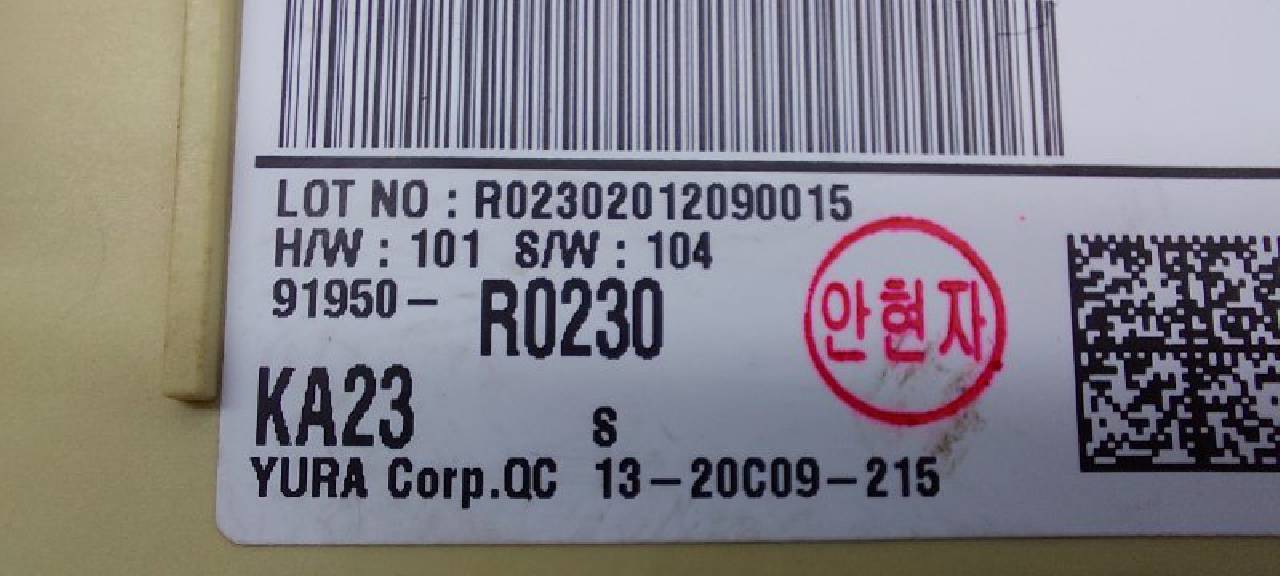 LOT NO : R02302012090015
H/W : 101 S/W : 104
91950- R0230
안현자
KA23 S
YURA Corp.QC 13-20C09-215